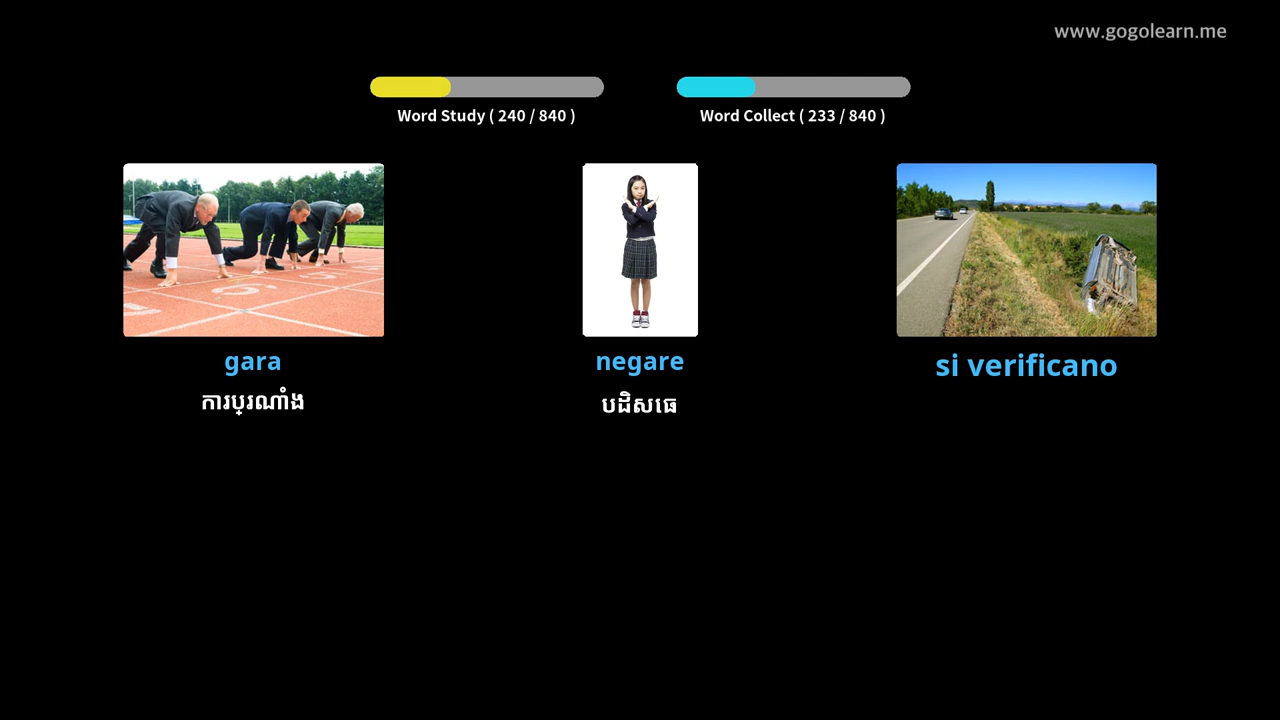 www.gogolearn.me
Word Study ( 240 / 840 )
Word Collect ( 233 / 840 )
gara
negare
si verificano
ការប្រណាំង
បដិសធេ